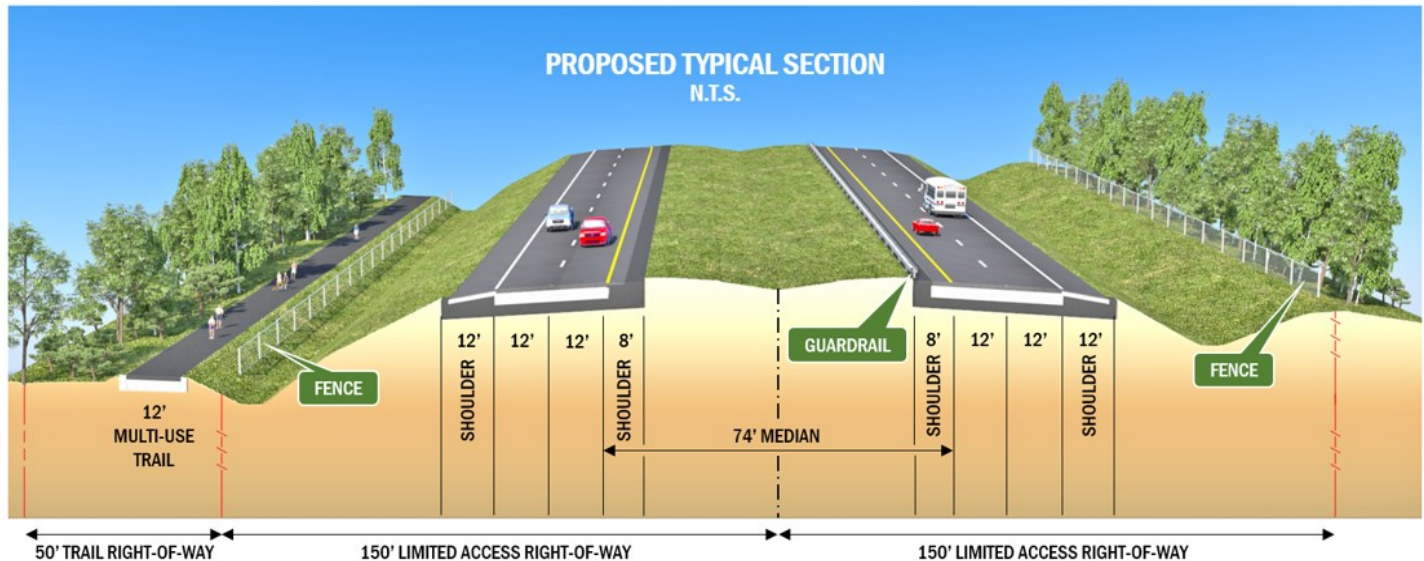 PROPOSED TYPICAL SECTION
N.T.S.
GUARDRAIL
FENCE
FENCE
12'
12'
12'
8'
8'
12'
12'
12'
SHOULDER
SHOULDER
SHOULDER
SHOULDER
12'
MULTI-USE
TRAIL
74' MEDIAN
50' TRAIL RIGHT-OF-WAY
150' LIMITED ACCESS RIGHT-OF-WAY
150' LIMITED ACCESS RIGHT-OF-WAY